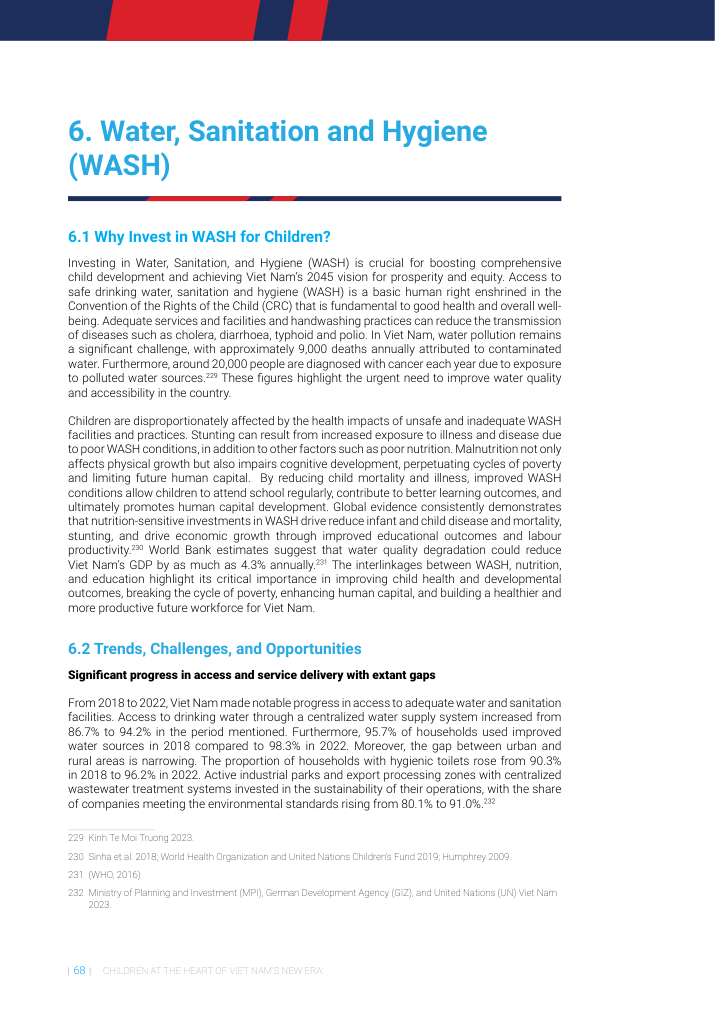 6. Water, Sanitation and Hygiene
(WASH)
6.1 Why Invest in WASH for Children?
Investing in Water, Sanitation, and Hygiene (WASH) is crucial for boosting comprehensive
child development and achieving Viet Nam's 2045 vision for prosperity and equity. Access to
safe drinking water, sanitation and hygiene (WASH) is a basic human right enshrined in the
Convention of the Rights of the Child (CRC) that is fundamental to good health and overall well-
being. Adequate services and facilities and handwashing practices can reduce the transmission
of diseases such as cholera, diarrhoea, typhoid and polio. In Viet Nam, water pollution remains
a significant challenge, with approximately 9,000 deaths annually attributed to contaminated
water. Furthermore, around 20,000 people are diagnosed with cancer each year due to exposure
to polluted water sources.229 These figures highlight the urgent need to improve water quality
and accessibility in the country.
Children are disproportionately affected by the health impacts of unsafe and inadequate WASH
facilities and practices. Stunting can result from increased exposure to illness and disease due
to poor WASH conditions, in addition to other factors such as poor nutrition. Malnutrition not only
affects physical growth but also impairs cognitive development, perpetuating cycles of poverty
and limiting future human capital. By reducing child mortality and illness, improved WASH
conditions allow children to attend school regularly, contribute to better learning outcomes, and
ultimately promotes human capital development. Global evidence consistently demonstrates
that nutrition-sensitive investments in WASH drive reduce infant and child disease and mortality,
stunting, and drive economic growth through improved educational outcomes and labour
productivity.230 World Bank estimates suggest that water quality degradation could reduce
Viet Nam's GDP by as much as 4.3% annually.231 The interlinkages between WASH, nutrition,
and education highlight its critical importance in improving child health and developmental
outcomes, breaking the cycle of poverty, enhancing human capital, and building a healthier and
more productive future workforce for Viet Nam.
6.2 Trends, Challenges, and Opportunities
Significant progress in access and service delivery with extant gaps
From 2018 to 2022, Viet Nam made notable progress in access to adequate water and sanitation
facilities. Access to drinking water through a centralized water supply system increased from
86.7% to 94.2% in the period mentioned. Furthermore, 95.7% of households used improved
water sources in 2018 compared to 98.3% in 2022. Moreover, the gap between urban and
rural areas is narrowing. The proportion of households with hygienic toilets rose from 90.3%
in 2018 to 96.2% in 2022. Active industrial parks and export processing zones with centralized
wastewater treatment systems invested in the sustainability of their operations, with the share
of companies meeting the environmental standards rising from 80.1% to 91.0%.232
229 Kinh Te Moi Truong 2023.
230 Sinha et al. 2018; World Health Organization and United Nations Children's Fund 2019; Humphrey 2009.
231 (WHO, 2016)
232 Ministry of Planning and Investment (MPI), German Development Agency (GIZ), and United Nations (UN) Viet Nam
2023.
| 68 | CHILDREN AT THE HEART OF VIET NAM'S NEW ERA